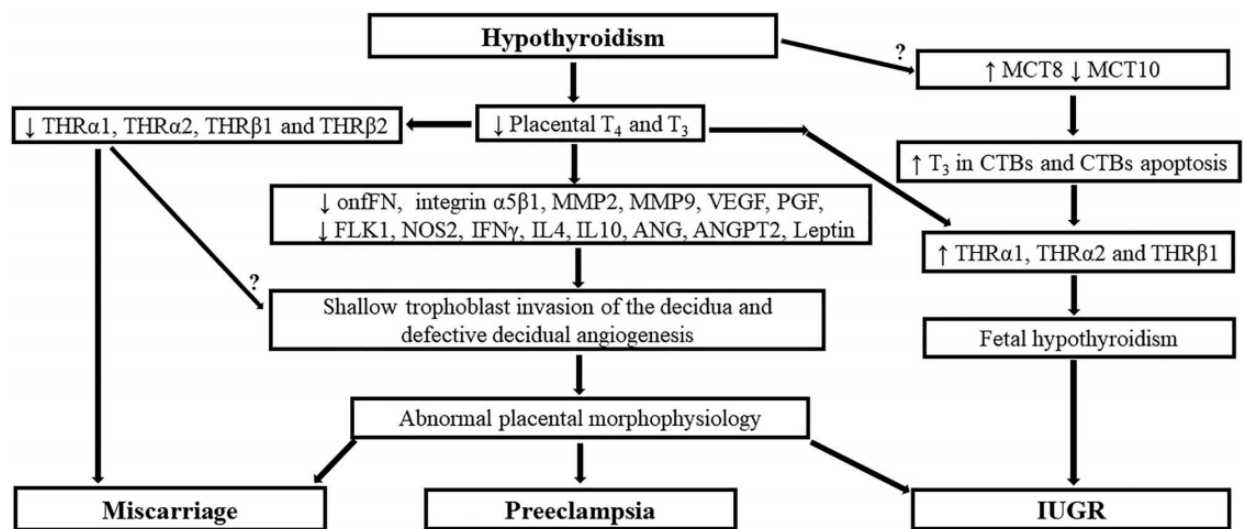 Hypothyroidism
?
↑ MCT8 ↓ MCT10
↓ THRα1, THRα2, THRβ1 and THRβ2
↓ Placental T₄ and T₃
↑ T₃ in CTBs and CTBs apoptosis
↓ onfFN, integrin α5β1, MMP2, MMP9, VEGF, PGF,
↓ FLK1, NOS2, IFNγ, IL4, IL10, ANG, ANGPT2, Leptin
↑ THRα1, THRα2 and THRβ1
?
Shallow trophoblast invasion of the decidua and
defective decidual angiogenesis
Fetal hypothyroidism
Abnormal placental morphophysiology
Miscarriage
Preeclampsia
IUGR